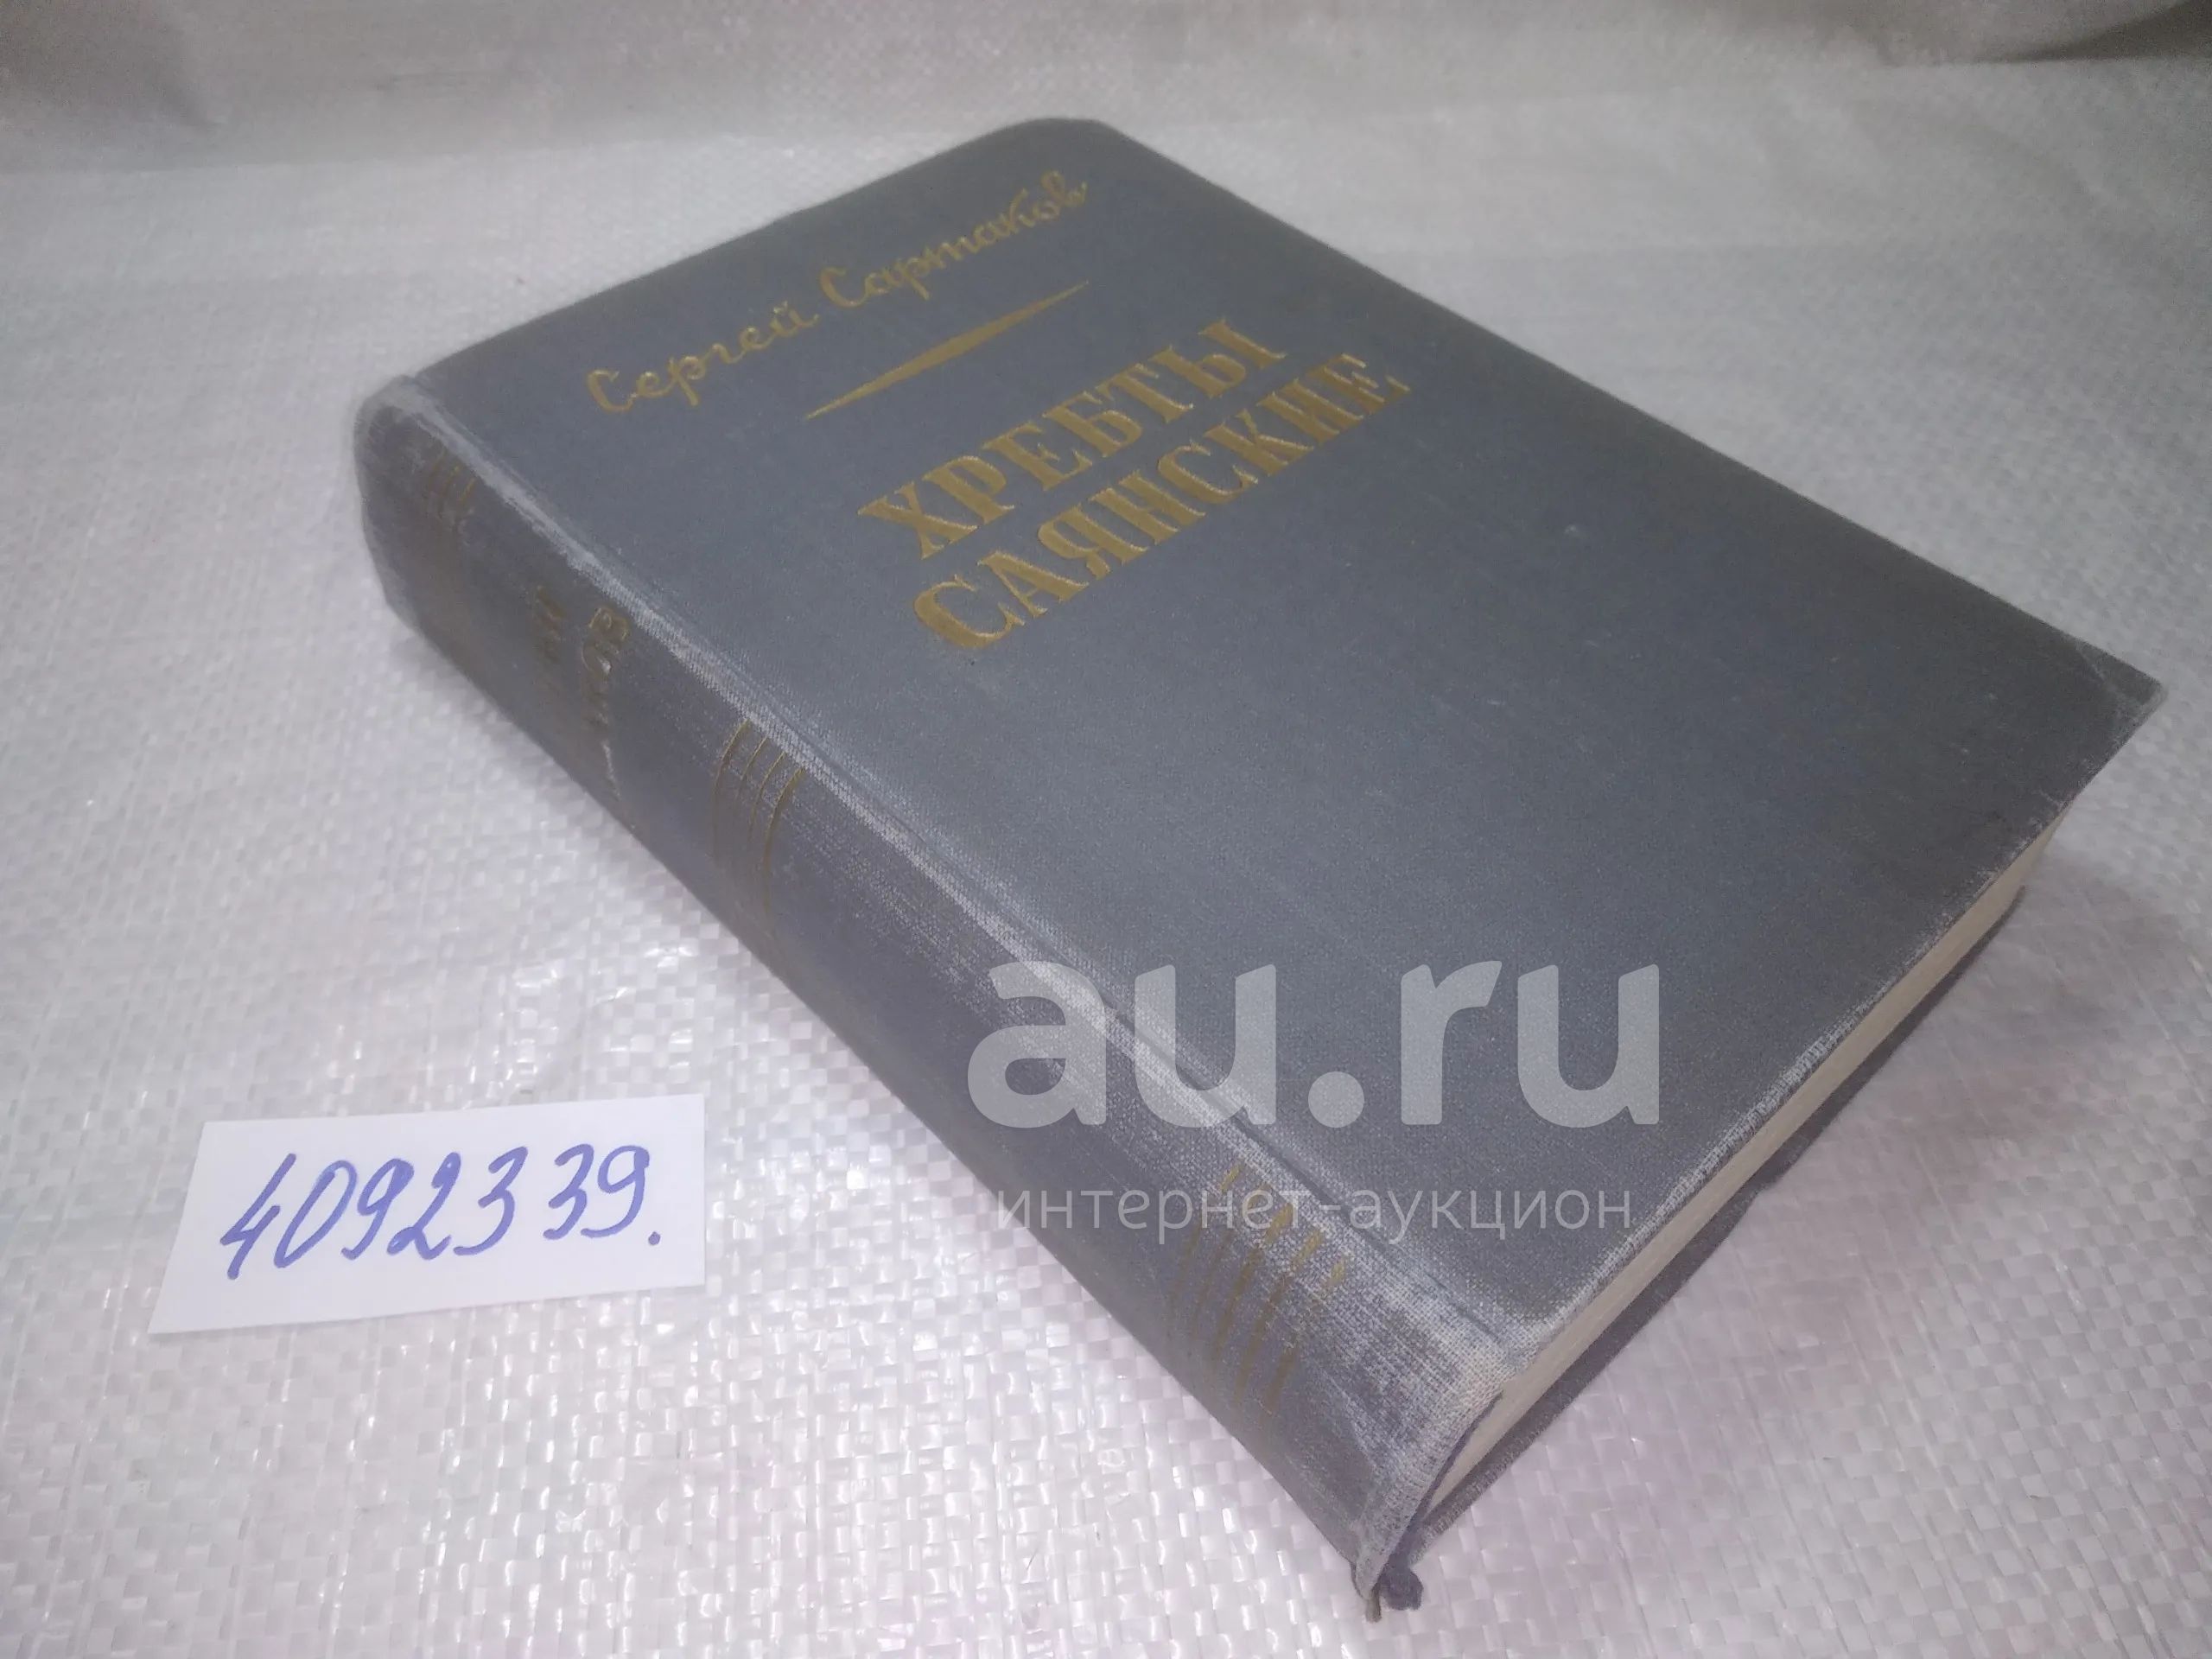 Сергей Сартаков
ХРЕБТЫ
САЯНСКИЕ
4092339.
au.ru
интернет-аукцион